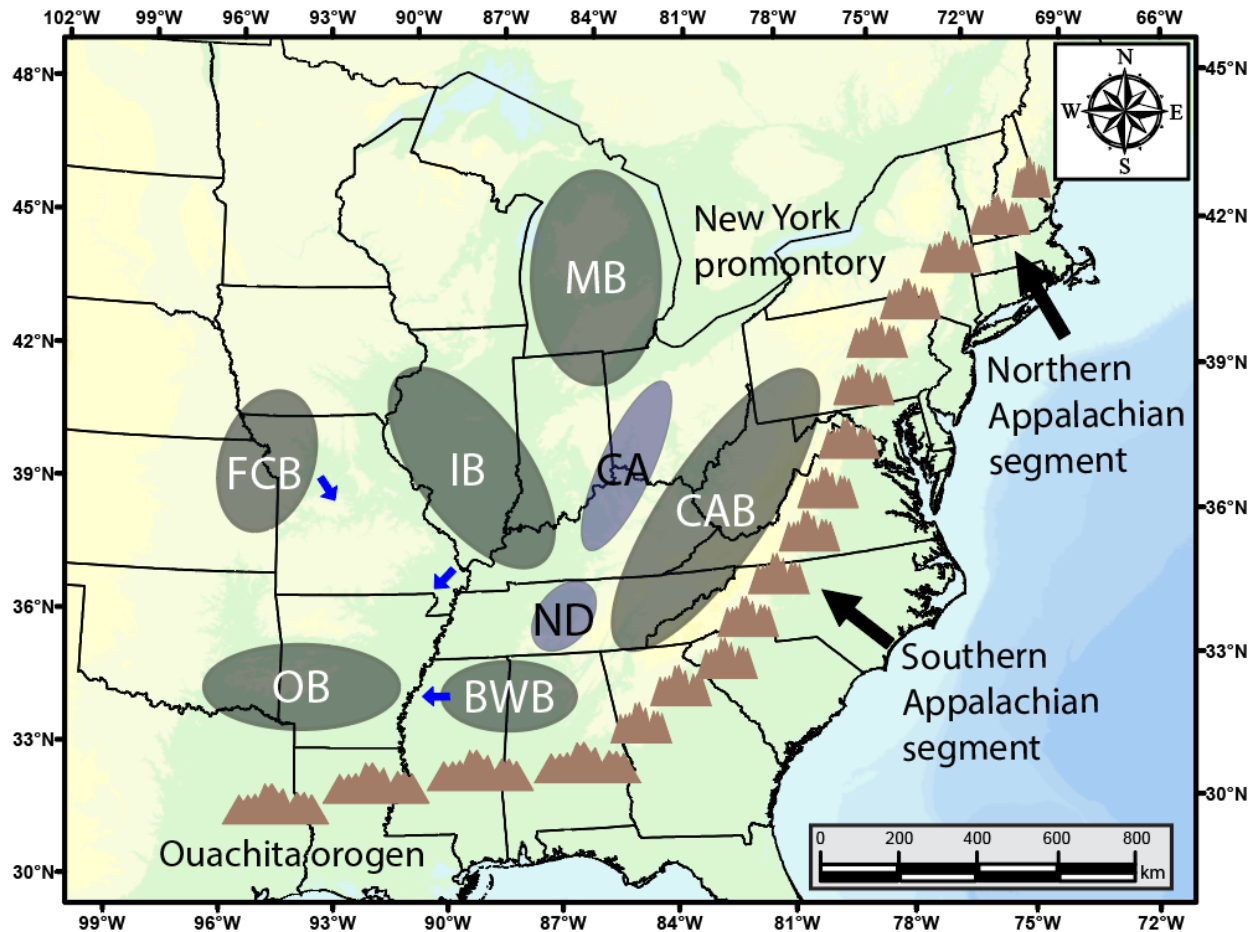 102°W 96°W 93°W 90°W 87°W 84°W 81°W 78°W 75°W 72°W 69°W 66°W
N
W E
S
48°N
45°N
42°N
39°N
36°N
33°N
30°N
45°N
42°N
39°N
36°N
33°N
30°N
New York
promontory
MB
Northern
Appalachian
segment
FCB
IB
CA
CAB
ND
OB
BWB
Southern
Appalachian
segment
Ouachita orogen
0 200 400 600 800
km
99°W 96°W 93°W 90°W 87°W 84°W 81°W 78°W 75°W 72°W